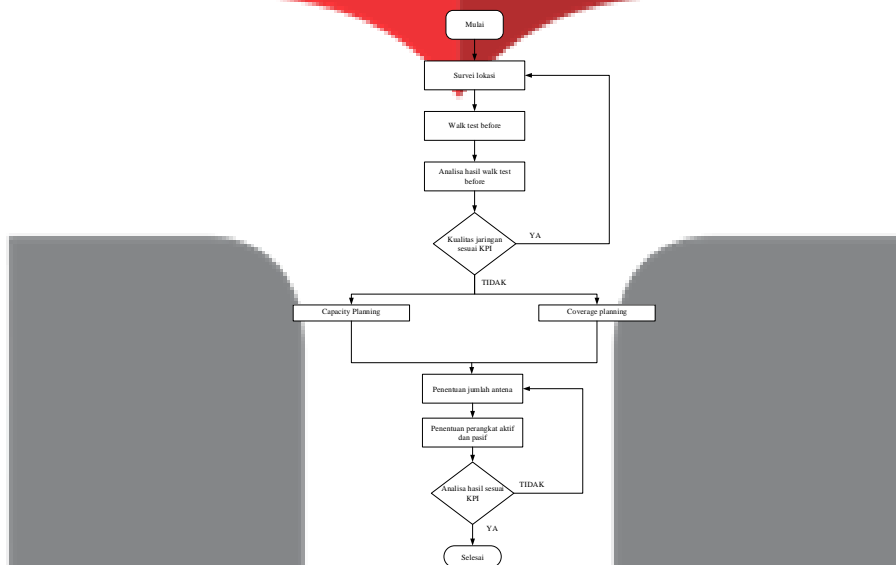 Mulai
Survei lokasi
Walk test before
Analisa hasil walk test
before
Kualitas jaringan
sesuai KPI
YA
TIDAK
Capacity Planning
Coverage planning
Penentuan jumlah antena
Penentuan perangkat aktif
dan pasif
Analisa hasil sesuai
KPI
TIDAK
YA
Selesai